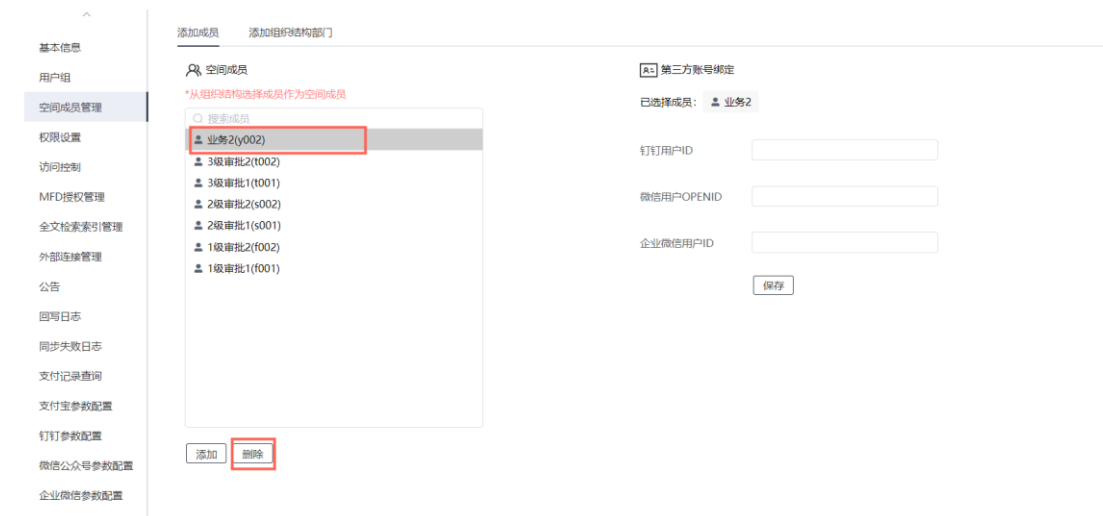 基本信息
用户组
空间成员管理
权限设置
访问控制
MFD授权管理
全文检索索引管理
外部连接管理
公告
回写日志
同步失败日志
支付记录查询
支付宝参数配置
钉钉参数配置
微信公众号参数配置
企业微信参数配置
添加成员 添加组织结构部门
空间成员
*从组织结构选择成员作为空间成员
搜索成员
业务2(y002)
3级审批2(t002)
3级审批1(t001)
2级审批2(s002)
2级审批1(s001)
1级审批2(f002)
1级审批1(f001)
添加 删除
第三方账号绑定
已选择成员： 业务2
钉钉用户ID
微信用户OPENID
企业微信用户ID
保存